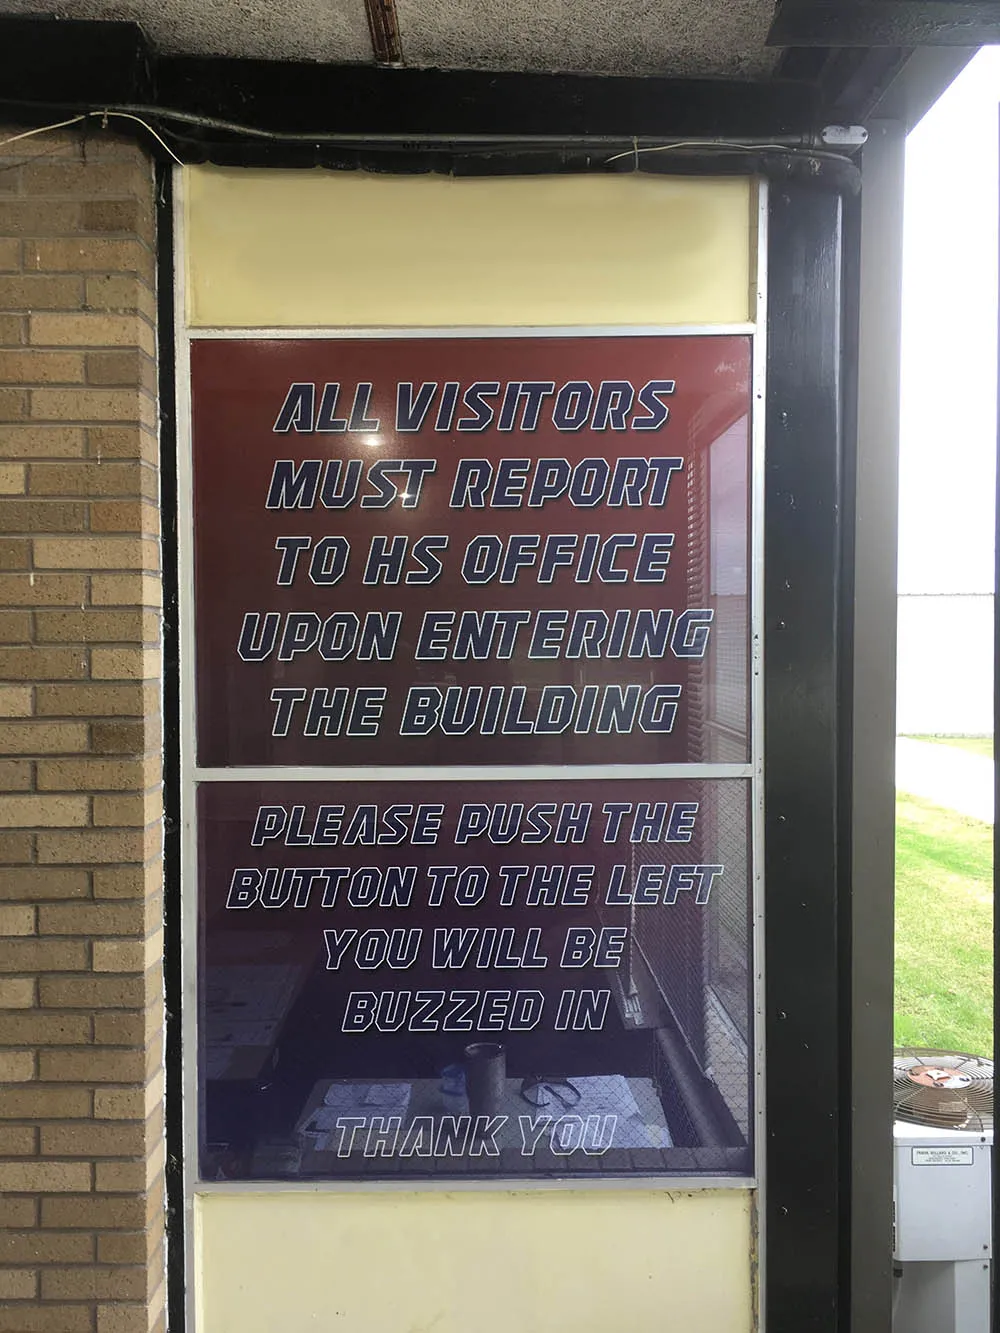 ALL VISITORS
MUST REPORT
TO HS OFFICE
UPON ENTERING
THE BUILDING
PLEASE PUSH THE
BUTTON TO THE LEFT
YOU WILL BE
BUZZED IN
THANK YOU